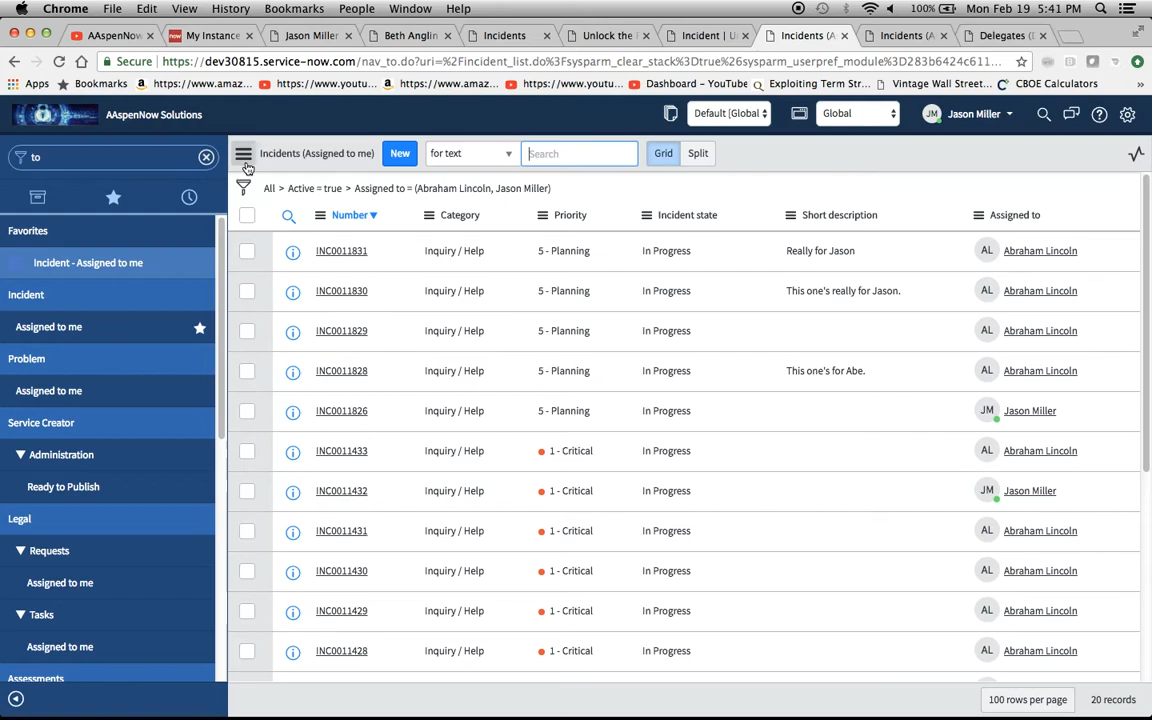 Chrome File Edit View History Bookmarks People Window Help 100% Mon Feb 19 5:41 PM
AAspenNow My Instance Jason Miller Beth Anglin Incidents Unlock the Incident | Incidents (A Incidents (A Delegates (
Secure https://dev30815.service-now.com/nav_to.do?uri=%2Fincident_list.do%3Fsysparm_clear_stack%3Dtrue%26sysparm_userpref_module%3D283b6424c611...
Apps Bookmarks https://www.amaz... https://www.youtu... https://www.amaz... https://www.youtu... Dashboard – YouTube Exploiting Term Str... Vintage Wall Street... CBOE Calculators »
AAspenNow Solutions Default [Global Global JM Jason Miller
to Incidents (Assigned to me) New for text Search Grid Split
All > Active = true > Assigned to = (Abraham Lincoln, Jason Miller)
Number Category Priority Incident state Short description Assigned to
INC0011831 Inquiry / Help 5 - Planning In Progress Really for Jason AL Abraham Lincoln
INC0011830 Inquiry / Help 5 - Planning In Progress This one's really for Jason. AL Abraham Lincoln
INC0011829 Inquiry / Help 5 - Planning In Progress AL Abraham Lincoln
INC0011828 Inquiry / Help 5 - Planning In Progress This one's for Abe. AL Abraham Lincoln
INC0011826 Inquiry / Help 5 - Planning In Progress JM Jason Miller
INC0011433 Inquiry / Help 1 - Critical In Progress AL Abraham Lincoln
INC0011432 Inquiry / Help 1 - Critical In Progress JM Jason Miller
INC0011431 Inquiry / Help 1 - Critical In Progress AL Abraham Lincoln
INC0011430 Inquiry / Help 1 - Critical In Progress AL Abraham Lincoln
INC0011429 Inquiry / Help 1 - Critical In Progress AL Abraham Lincoln
INC0011428 Inquiry / Help 1 - Critical In Progress AL Abraham Lincoln
Favorites
Incident - Assigned to me
Incident
Assigned to me
Problem
Assigned to me
Service Creator
Administration
Ready to Publish
Legal
Requests
Assigned to me
Tasks
Assigned to me
Assessments
100 rows per page 20 records